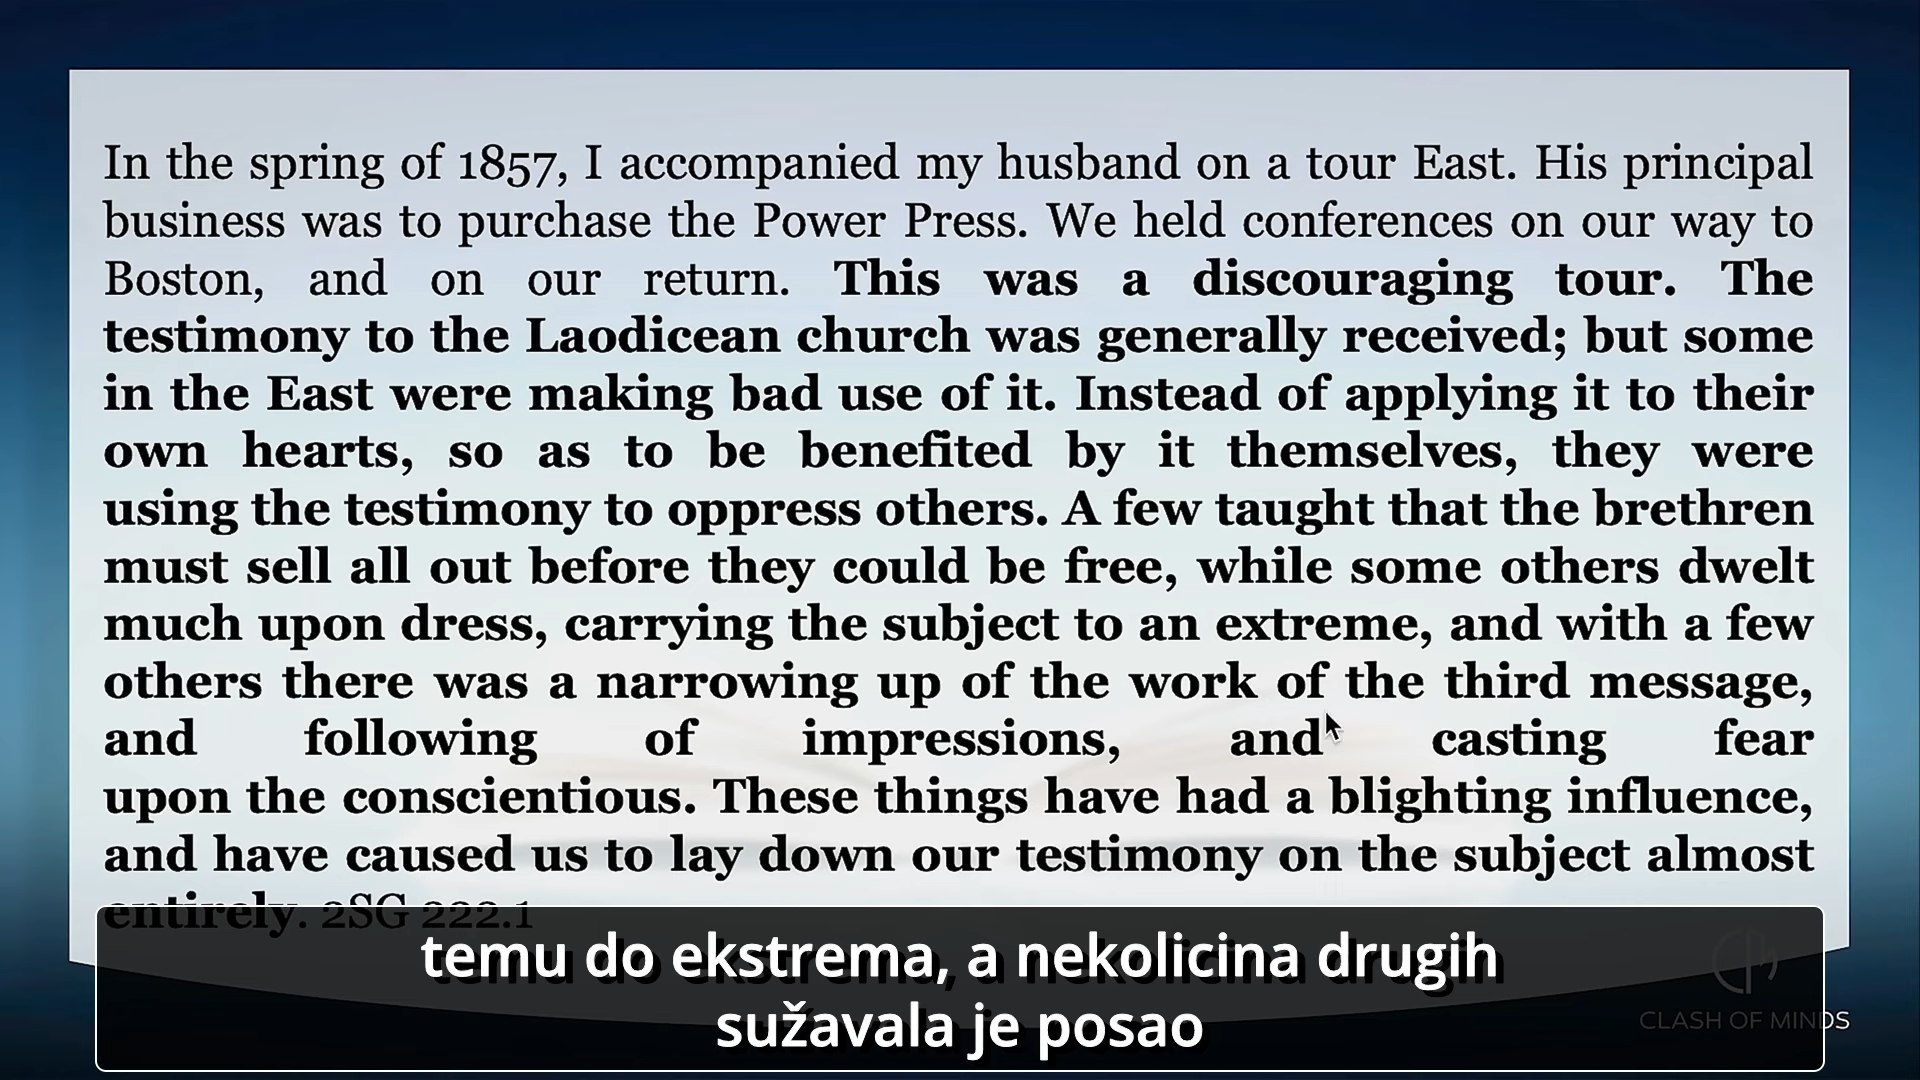 In the spring of 1857, I accompanied my husband on a tour East. His principal
business was to purchase the Power Press. We held conferences on our way to
Boston, and on our return. This was a discouraging tour. The
testimony to the Laodicean church was generally received; but some
in the East were making bad use of it. Instead of applying it to their
own hearts, so as to be benefited by it themselves, they were
using the testimony to oppress others. A few taught that the brethren
must sell all out before they could be free, while some others dwelt
much upon dress, carrying the subject to an extreme, and with a few
others there was a narrowing up of the work of the third message,
and following of impressions, and casting fear
upon the conscientious. These things have had a blighting influence,
and have caused us to lay down our testimony on the subject almost
entirely. 2SG 222.1
temu do ekstrema, a nekolicina drugih
sužavala je posao
CLASH OF MINDS